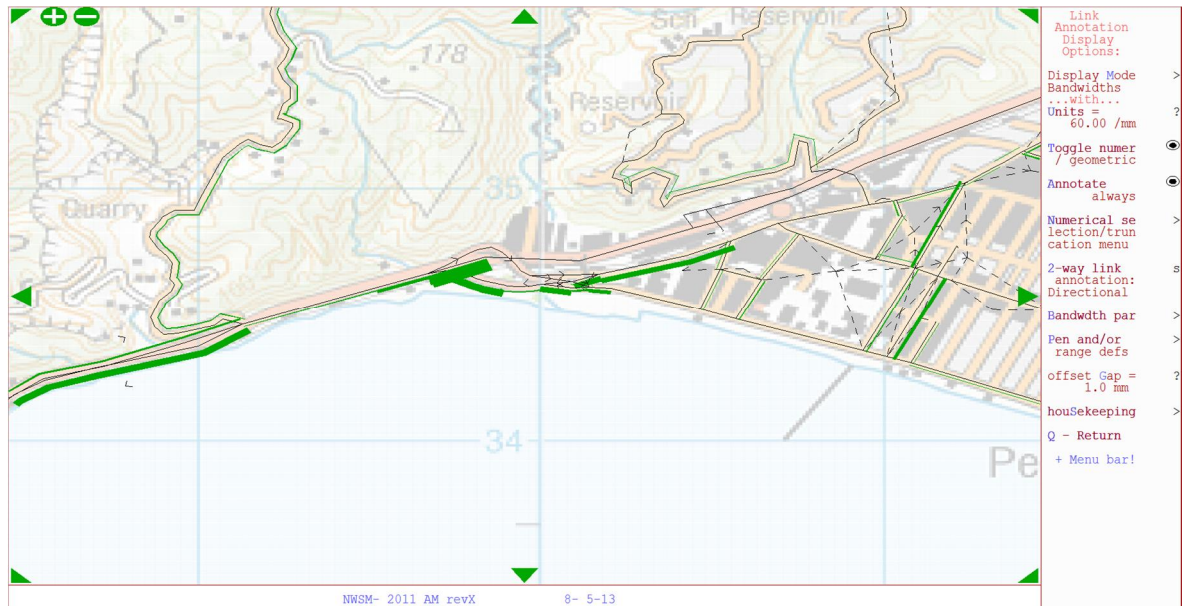 Sch
Reservoir
178
Reservoir
35
Quarry
34
Pe
Link
Annotation
Display
Options:
Display Mode >
Bandwidths
...with...
Units = ?
60.00 /mm
Toggle numer
/ geometric
Annotate
always
Numerical se >
lection/trun
cation menu
2-way link s
annotation:
Directional
Bandwdth par >
Pen and/or >
range defs
offset Gap = ?
1.0 mm
houSekeeping >
Q - Return
+ Menu bar!
NWSM- 2011 AM revX 8- 5-13